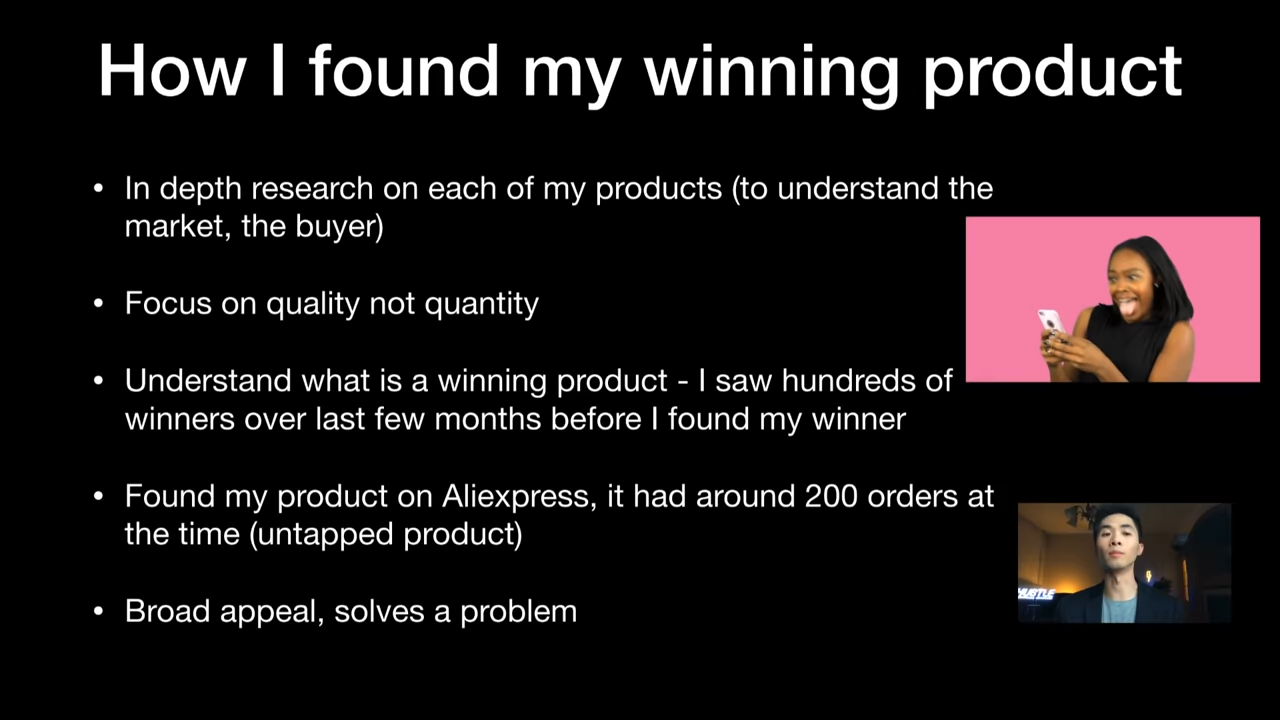 How I found my winning product
• In depth research on each of my products (to understand the
market, the buyer)
• Focus on quality not quantity
• Understand what is a winning product - I saw hundreds of
winners over last few months before I found my winner
• Found my product on Aliexpress, it had around 200 orders at
the time (untapped product)
• Broad appeal, solves a problem
HUSTLE